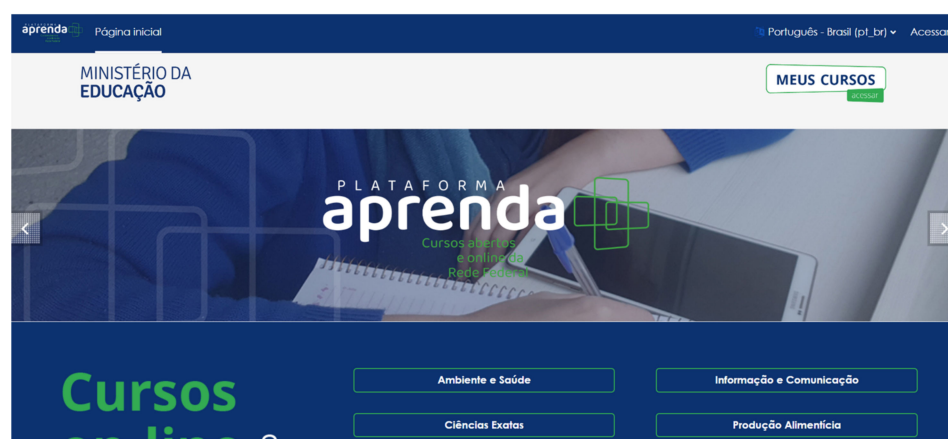 aprenda
Página inicial
Português - Brasil (pt_br)
Acessar
MINISTÉRIO DA
EDUCAÇÃO
MEUS CURSOS
acessar
PLATAFORMA
aprenda
Cursos abertos
e online da
Rede Federal
Cursos
Ambiente e Saúde
Informação e Comunicação
Ciências Exatas
Produção Alimentícia